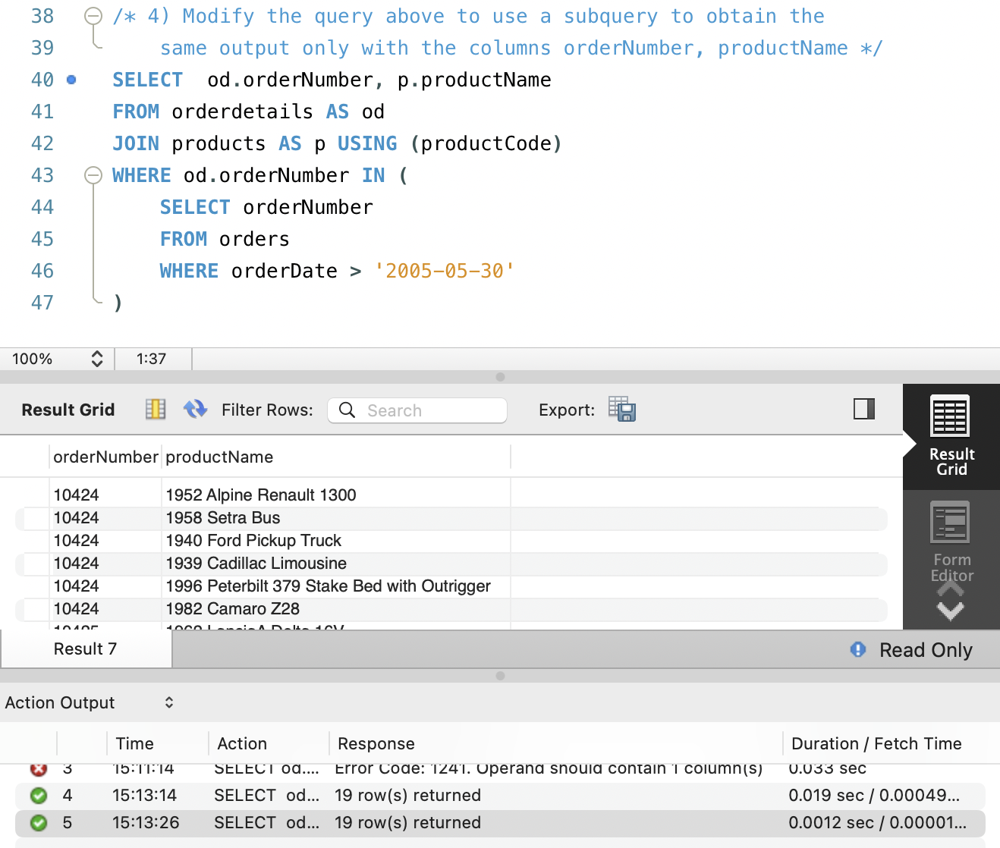 38 /* 4) Modify the query above to use a subquery to obtain the
39 same output only with the columns orderNumber, productName */
40 SELECT  od.orderNumber, p.productName
41 FROM orderdetails AS od
42 JOIN products AS p USING (productCode)
43 WHERE od.orderNumber IN (
44 SELECT orderNumber
45 FROM orders
46 WHERE orderDate > '2005-05-30'
47 )
100% 1:37
Result Grid Filter Rows: Search Export:
Result Grid
Form Editor
orderNumber productName
10424 1952 Alpine Renault 1300
10424 1958 Setra Bus
10424 1940 Ford Pickup Truck
10424 1939 Cadillac Limousine
10424 1996 Peterbilt 379 Stake Bed with Outrigger
10424 1982 Camaro Z28
Result 7 Read Only
Action Output
Time Action Response Duration / Fetch Time
3 15:11:14 SELECT od.... Error Code: 1241. Operand should contain 1 column(s) 0.033 sec
4 15:13:14 SELECT  od... 19 row(s) returned 0.019 sec / 0.00049...
5 15:13:26 SELECT  od... 19 row(s) returned 0.0012 sec / 0.00001...